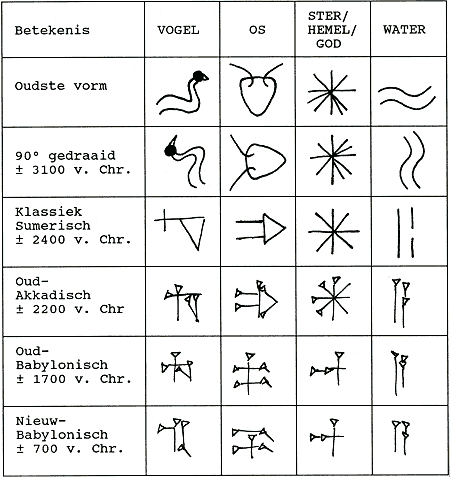 Betekenis VOGEL OS STER/
HEMEL/
GOD WATER
Oudste vorm
90° gedraaid
± 3100 v. Chr.
Klassiek
Sumerisch
± 2400 v. Chr.
Oud-
Akkadisch
± 2200 v. Chr
Oud-
Babylonisch
± 1700 v. Chr.
Nieuw-
Babylonisch
± 700 v. Chr.